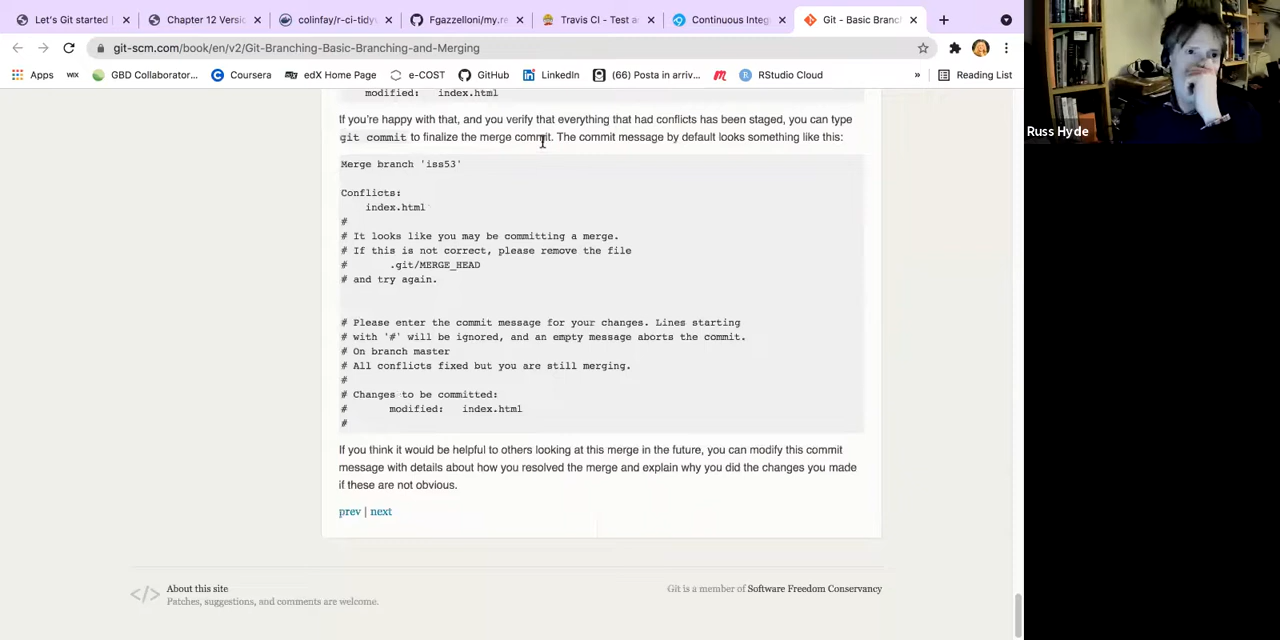 Let's Git started
Chapter 12 Versi
colinfay/r-ci-tidy
Fgazzelloni/my.re
Travis CI - Test a
Continuous Integ
Git - Basic Branch
git-scm.com/book/en/v2/Git-Branching-Basic-Branching-and-Merging
Apps
WIX
GBD Collaborator...
Coursera
edX Home Page
e-COST
GitHub
LinkedIn
(66) Posta in arriv...
RStudio Cloud
»
Reading List
modified: index.html
If you're happy with that, and you verify that everything that had conflicts has been staged, you can type
git commit to finalize the merge commit. The commit message by default looks something like this:
Merge branch 'iss53'
Conflicts:
index.html
#
# It looks like you may be committing a merge.
# If this is not correct, please remove the file
# .git/MERGE_HEAD
# and try again.
# Please enter the commit message for your changes. Lines starting
# with '#' will be ignored, and an empty message aborts the commit.
# On branch master
# All conflicts fixed but you are still merging.
#
# Changes to be committed:
# modified: index.html
#
If you think it would be helpful to others looking at this merge in the future, you can modify this commit
message with details about how you resolved the merge and explain why you did the changes you made
if these are not obvious.
prev | next
</> About this site
Patches, suggestions, and comments are welcome.
Git is a member of Software Freedom Conservancy
Russ Hyde